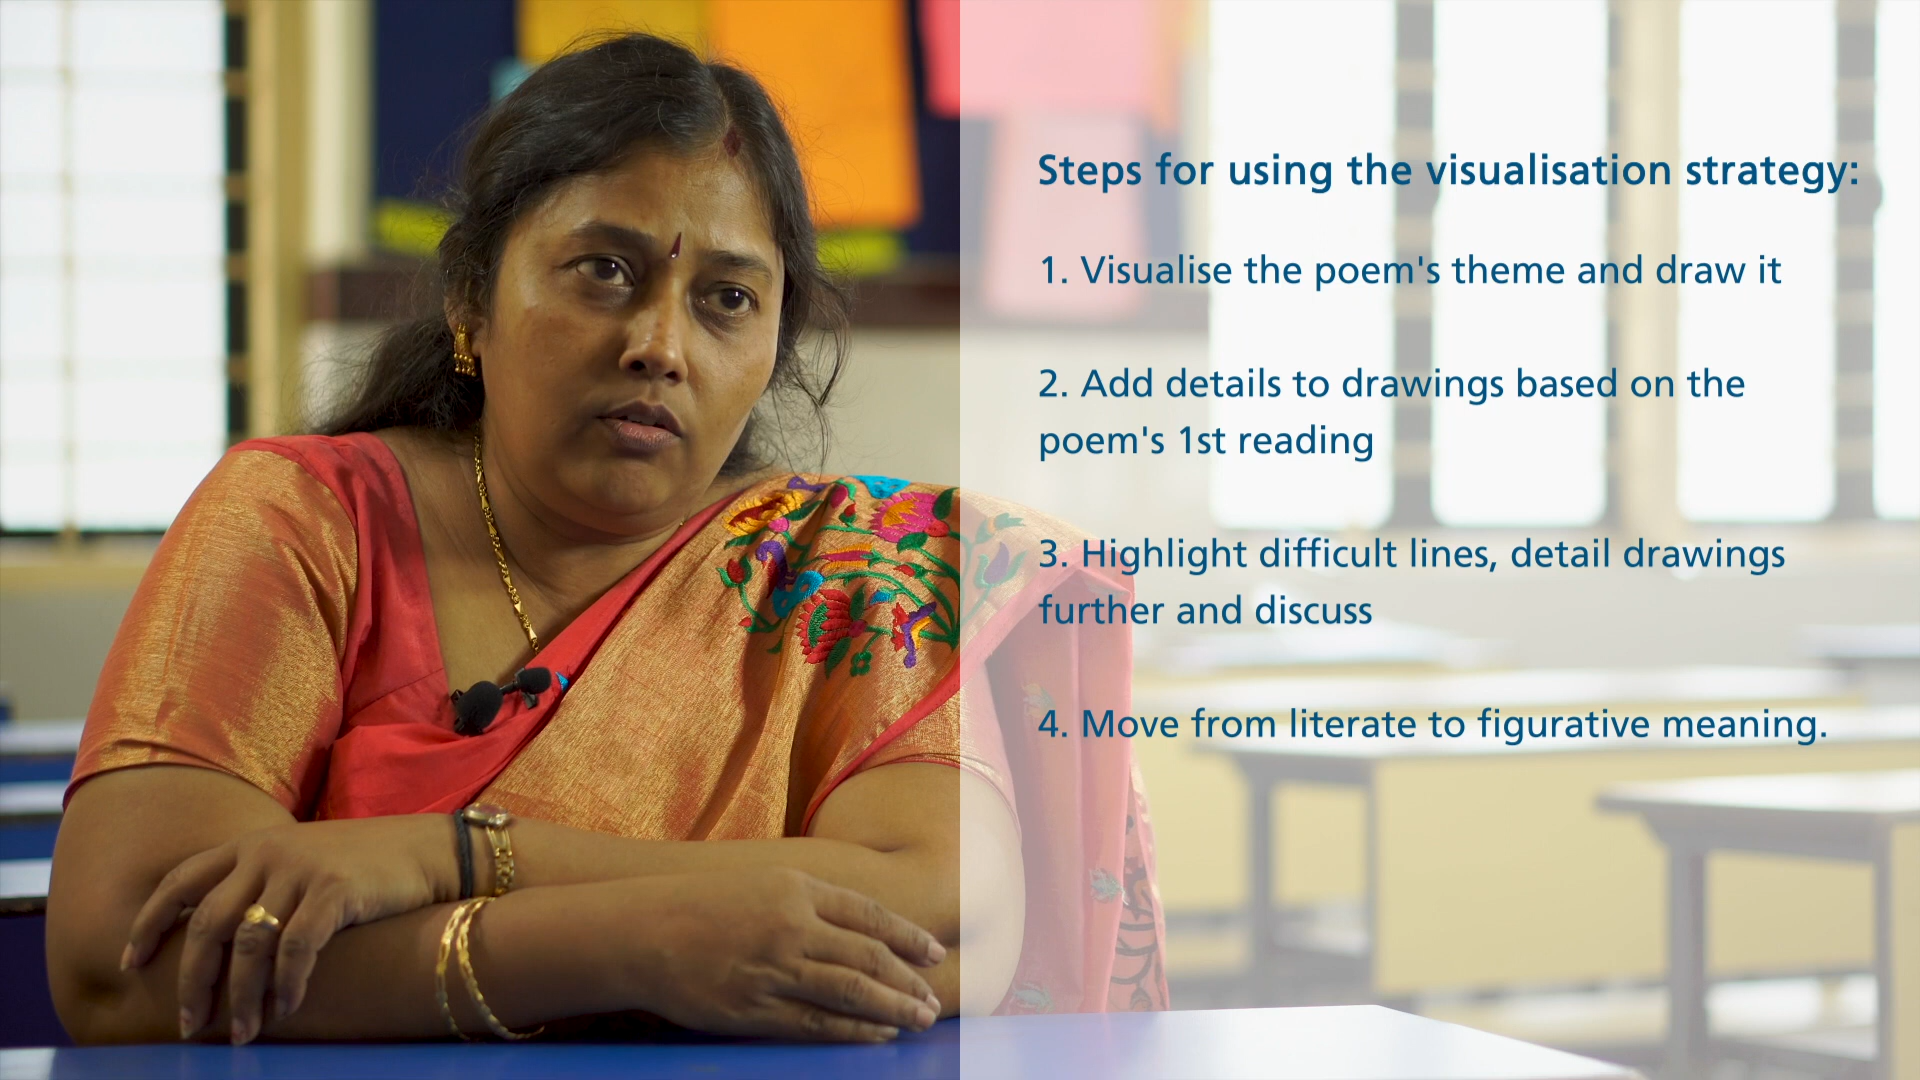 Steps for using the visualisation strategy:
1. Visualise the poem's theme and draw it
2. Add details to drawings based on the
poem's 1st reading
3. Highlight difficult lines, detail drawings
further and discuss
4. Move from literate to figurative meaning.